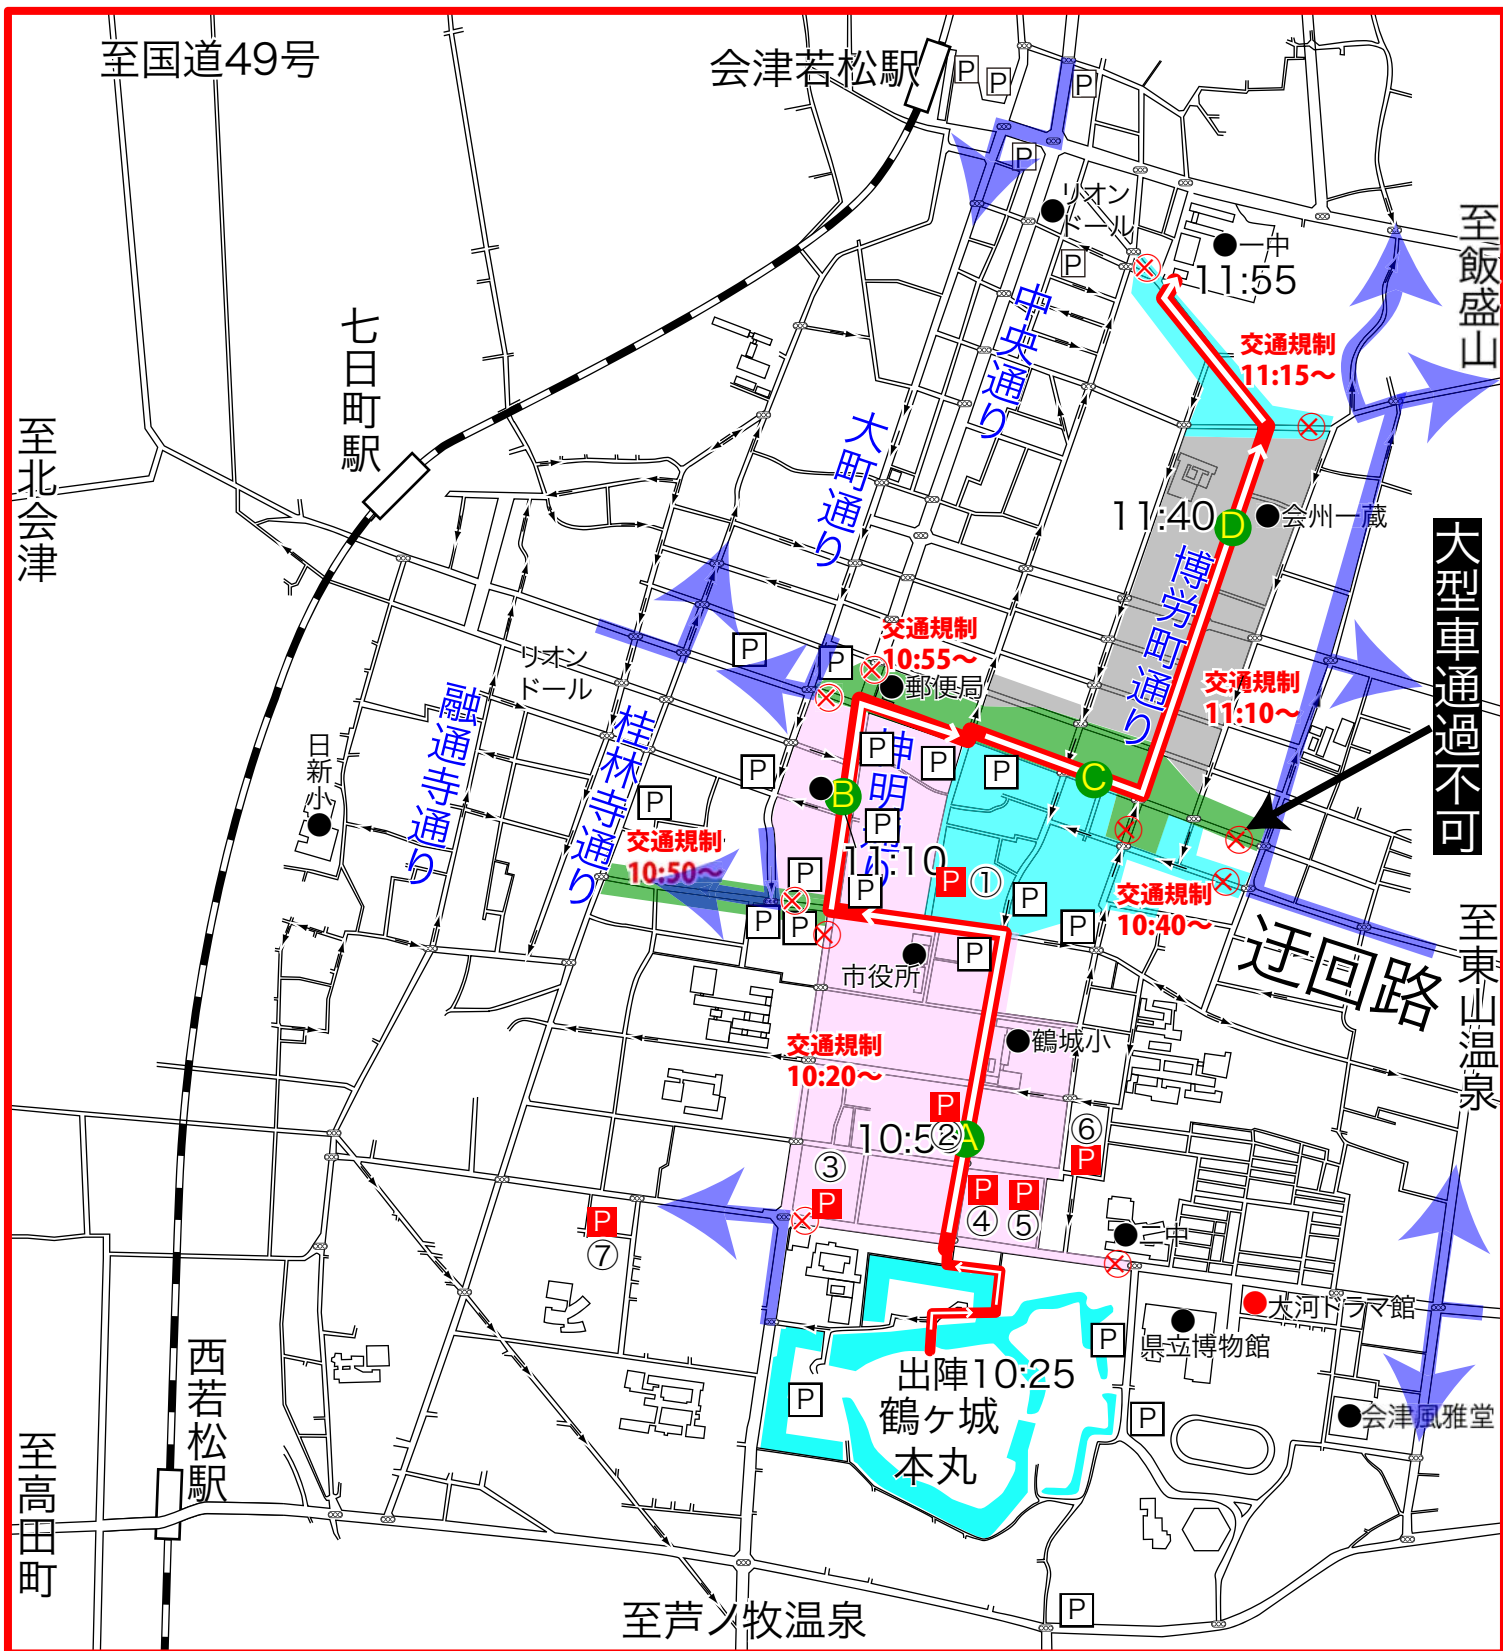 至国道49号
会津若松駅
P
P
P
P
リオン
ドール
一中
P
11:55
至飯盛山
中央通り
七日町駅
交通規制
11:15～
大町通り
至北会津
11:40
D
会州一蔵
大型車通過不可
博労町通り
交通規制
10:55～
P
P
リオン
ドール
郵便局
交通規制
11:10～
融通寺通り
桂林寺通り
日新小
神明通り
P
P
P
P
C
B
P
P
交通規制
10:50～
11:10
P
P
P
①
P
P
P
P
交通規制
10:40～
迂回路
至東山温泉
市役所
P
鶴城小
交通規制
10:20～
P
②
A
10:5
⑥
P
③
P
P
④
P
⑤
P
⑦
二中
大河ドラマ館
県立博物館
P
出陣10:25
鶴ヶ城
本丸
P
P
会津風雅堂
西若松駅
至高田町
至芦ノ牧温泉
P